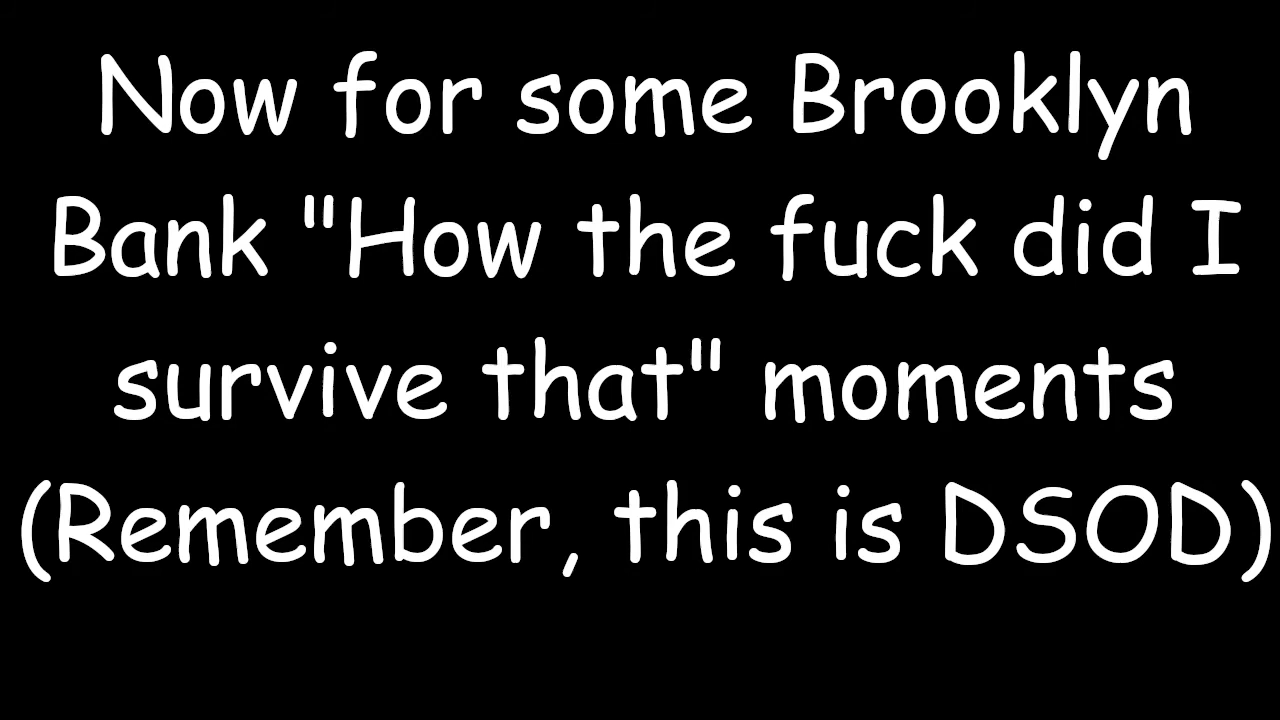 Now for some Brooklyn
Bank "How the fuck did I
survive that" moments
(Remember, this is DSOD)